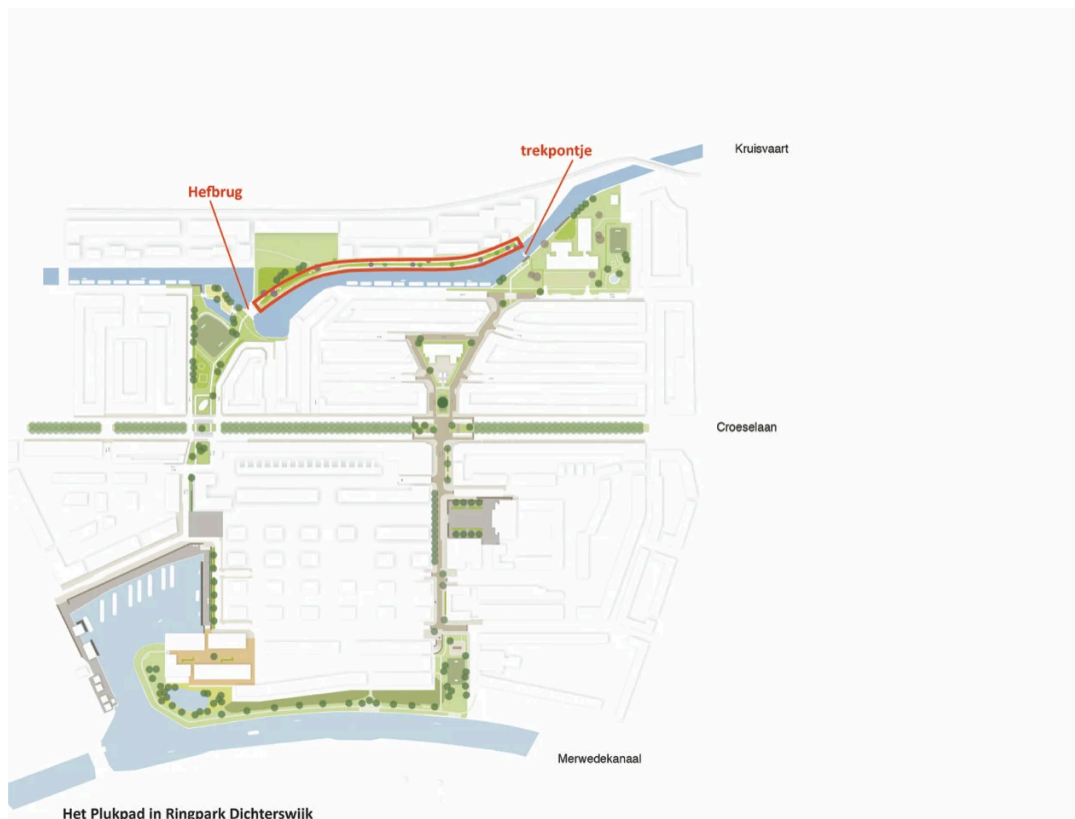 Kruisvaart
trekpontje
Hefbrug
Croeselaan
Merwedekanaal
Het Plukpad in Ringpark Dichterswijk